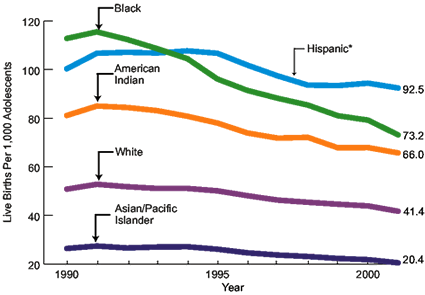 Black
120
Hispanic*
100
American
Indian
92.5
80
73.2
66.0
Live Births Per 1,000 Adolescents
60
White
40
41.4
Asian/Pacific
Islander
20
20.4
1990
1995
2000
Year